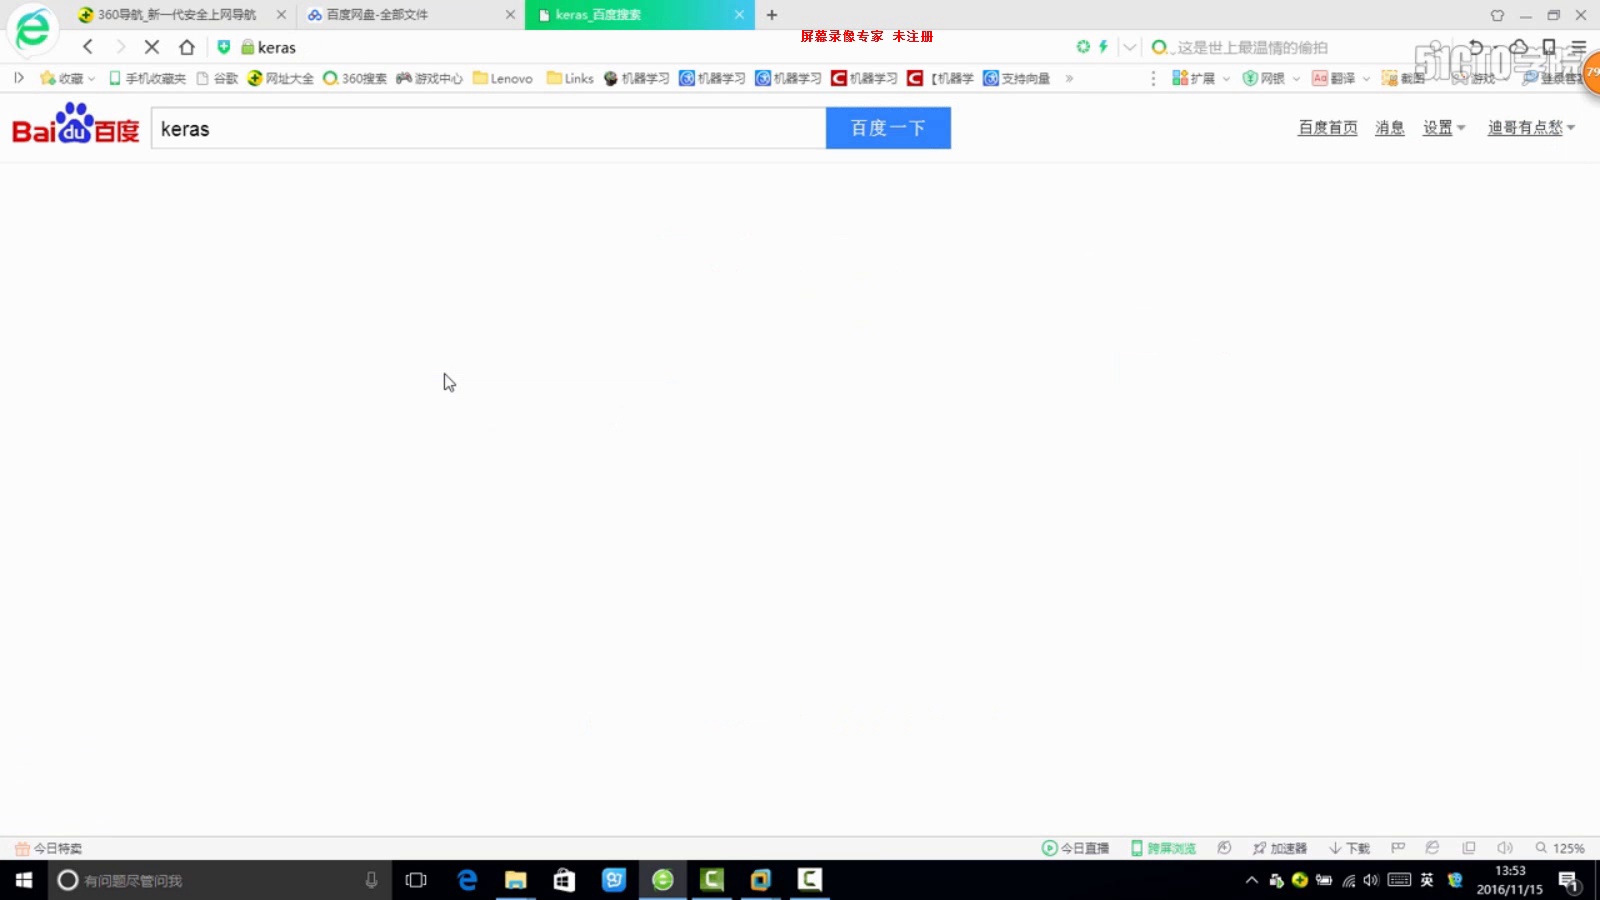 360导航_新一代安全上网导航
百度网盘-全部文件
keras_百度搜索
屏幕录像专家 未注册
keras
这是世上最温情的偷拍
51CTO学院
79
收藏
手机收藏夹
谷歌
网址大全
360搜索
游戏中心
Lenovo
Links
机器学习
机器学习
机器学习
机器学习
【机器学
支持向量
»
扩展
网银
翻译
截图
游戏
Bai du 百度
keras
百度一下
百度首页
消息
设置
迪哥有点愁
今日特卖
今日直播
跨屏浏览
加速器
下载
125%
有问题尽管问我
英
13:53
2016/11/15
1